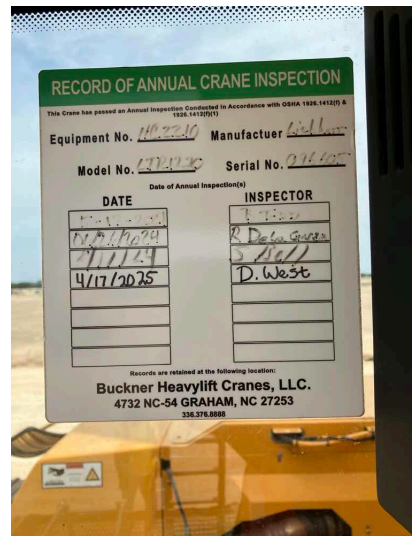 RECORD OF ANNUAL CRANE INSPECTION
This Crane has passed an Annual Inspection Conducted in Accordance with OSHA 1926.1412(f) &
1926.1412(f)(1)
Equipment No. Manufactuer
Model No. Serial No.
Date of Annual Inspection(s)
DATE INSPECTOR
4/17/2025 D. West
Records are retained at the following location:
Buckner Heavylift Cranes, LLC.
4732 NC-54 GRAHAM, NC 27253
336.376.8888